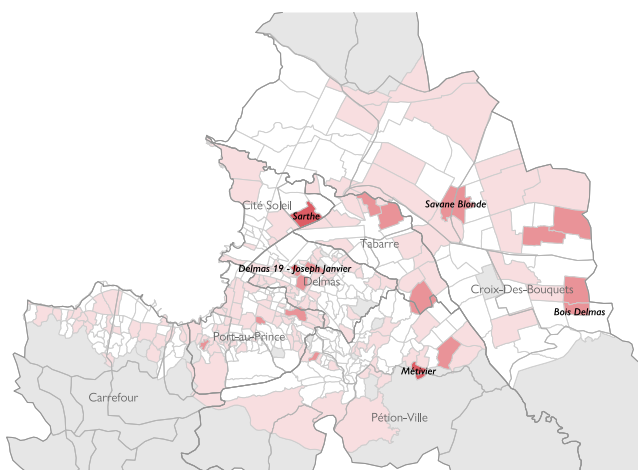 Savane Blonde
Cité Soleil
Sarthe
Tabarre
Delmas 19 - Joseph Janvier
Delmas
Croix-Des-Bouquets
Bois Delmas
Port-au-Prince
Métivier
Carrefour
Pétion-Ville